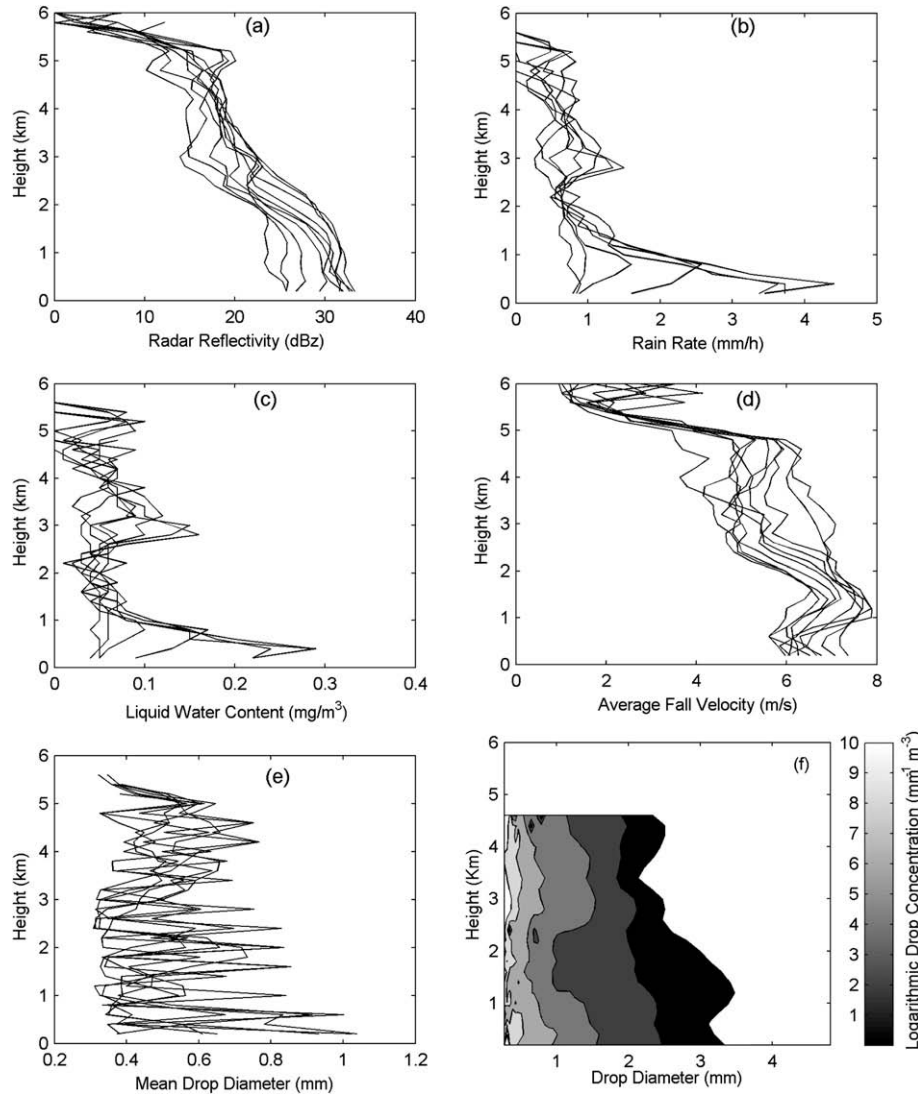 (a)
6
5
4
3
2
1
0
Height (km)
0 10 20 30 40
Radar Reflectivity (dBz)
(b)
6
5
4
3
2
1
0
Height (km)
0 1 2 3 4 5
Rain Rate (mm/h)
(c)
6
5
4
3
2
1
0
Height (km)
0 0.1 0.2 0.3 0.4
Liquid Water Content (mg/m³)
(d)
6
5
4
3
2
1
0
Height (km)
0 2 4 6 8
Average Fall Velocity (m/s)
(e)
6
5
4
3
2
1
0
Height (km)
0.2 0.4 0.6 0.8 1 1.2
Mean Drop Diameter (mm)
(f)
6
5
4
3
2
1
Height (Km)
1 2 3 4
Drop Diameter (mm)
10
9
8
7
6
5
4
3
2
1
Logarithmic Drop Concentration (mm⁻¹ m⁻³)